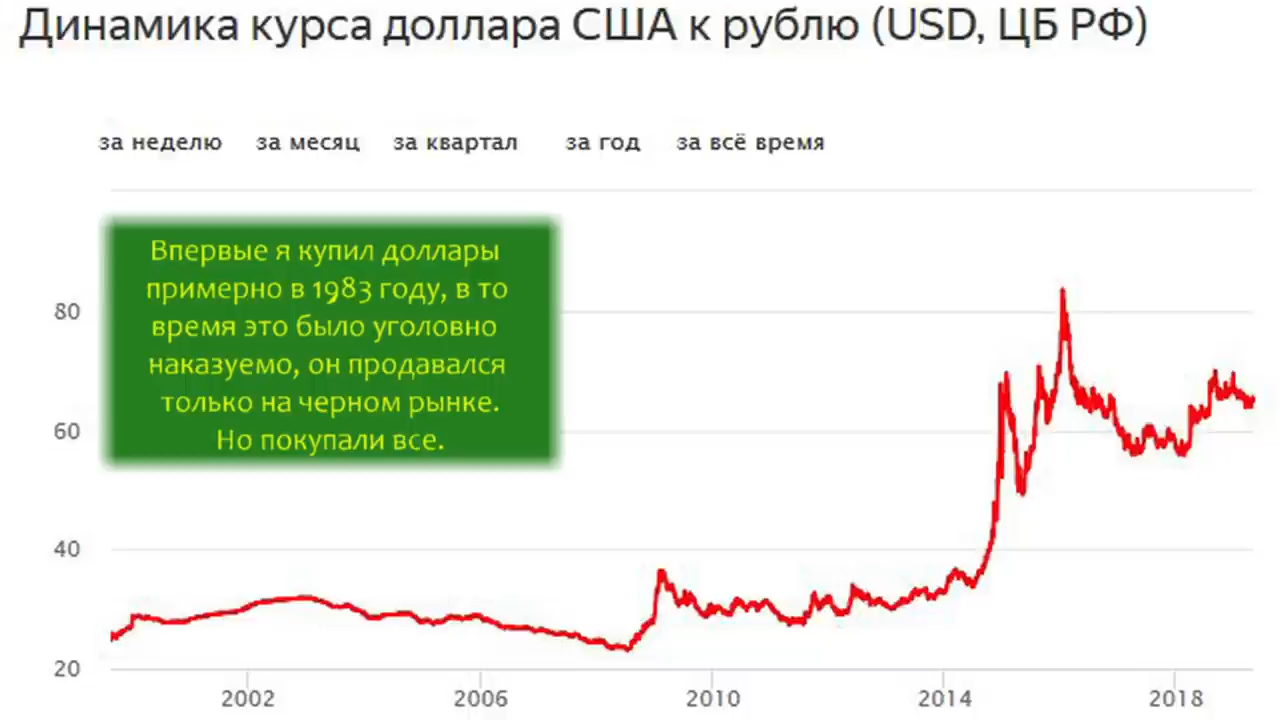 Динамика курса доллара США к рублю (USD, ЦБ РФ)
за неделю за месяц за квартал за год за всё время
Впервые я купил доллары
примерно в 1983 году, в то
время это было уголовно
наказуемо, он продавался
только на черном рынке.
Но покупали все.
80
60
40
20
2002 2006 2010 2014 2018